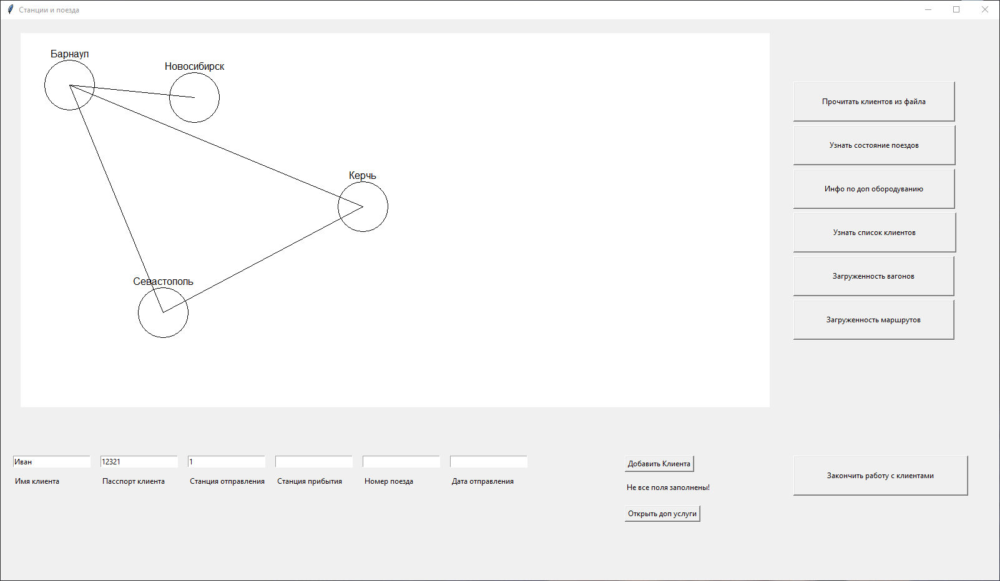 Станции и поезда
Барнаул
Новосибирск
Керчь
Севастополь
Прочитать клиентов из файла
Узнать состояние поездов
Инфо по доп обородуванию
Узнать список клиентов
Загруженность вагонов
Загруженность маршрутов
Иван 12321 1
Имя клиента Пасспорт клиента Станция отправления Станция прибытия Номер поезда Дата отправления
Добавить Клиента
Не все поля заполнены!
Открыть доп услуги
Закончить работу с клиентами